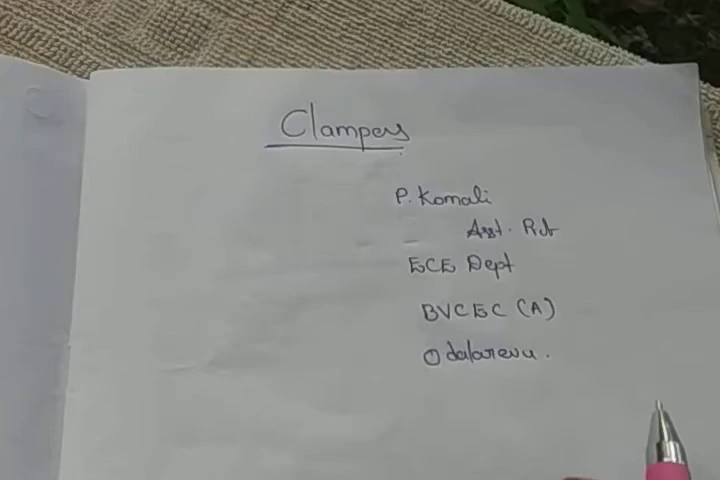 Clampers
P. Komali
Asst. Prof
ECE Dept
BVCEC (A)
Odalarevu.